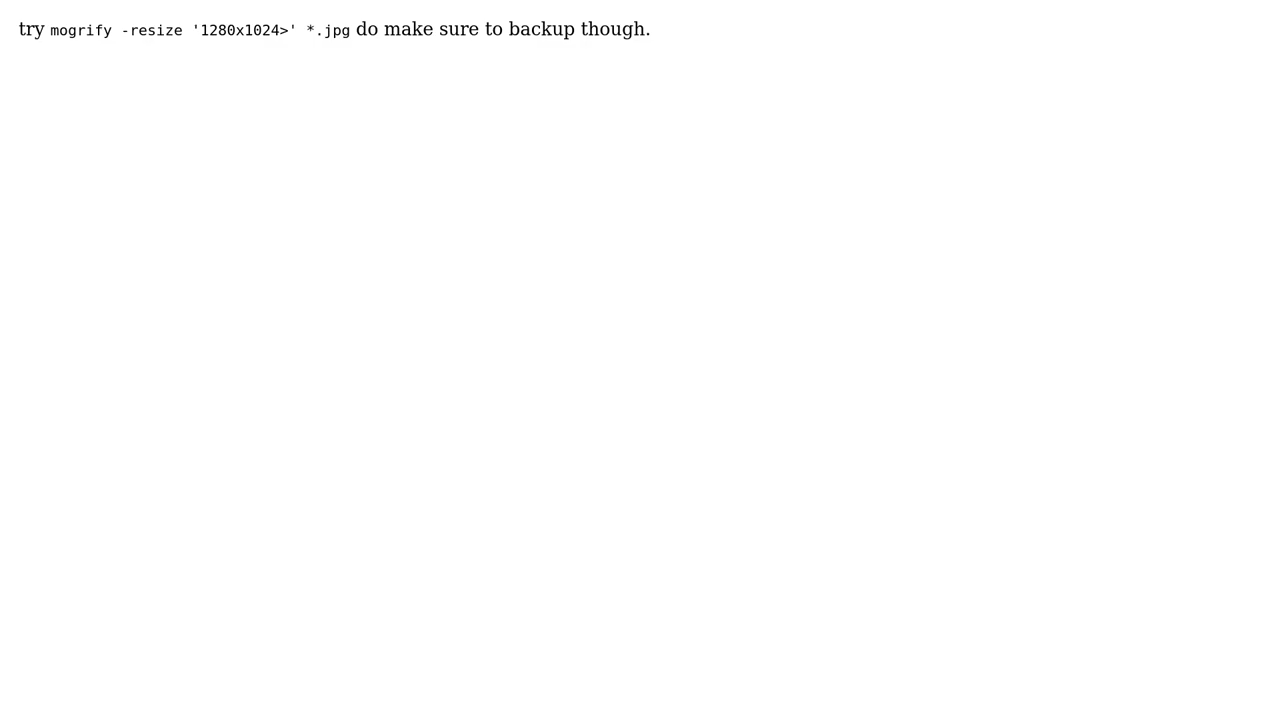 try mogrify -resize '1280x1024>' *.jpg do make sure to backup though.